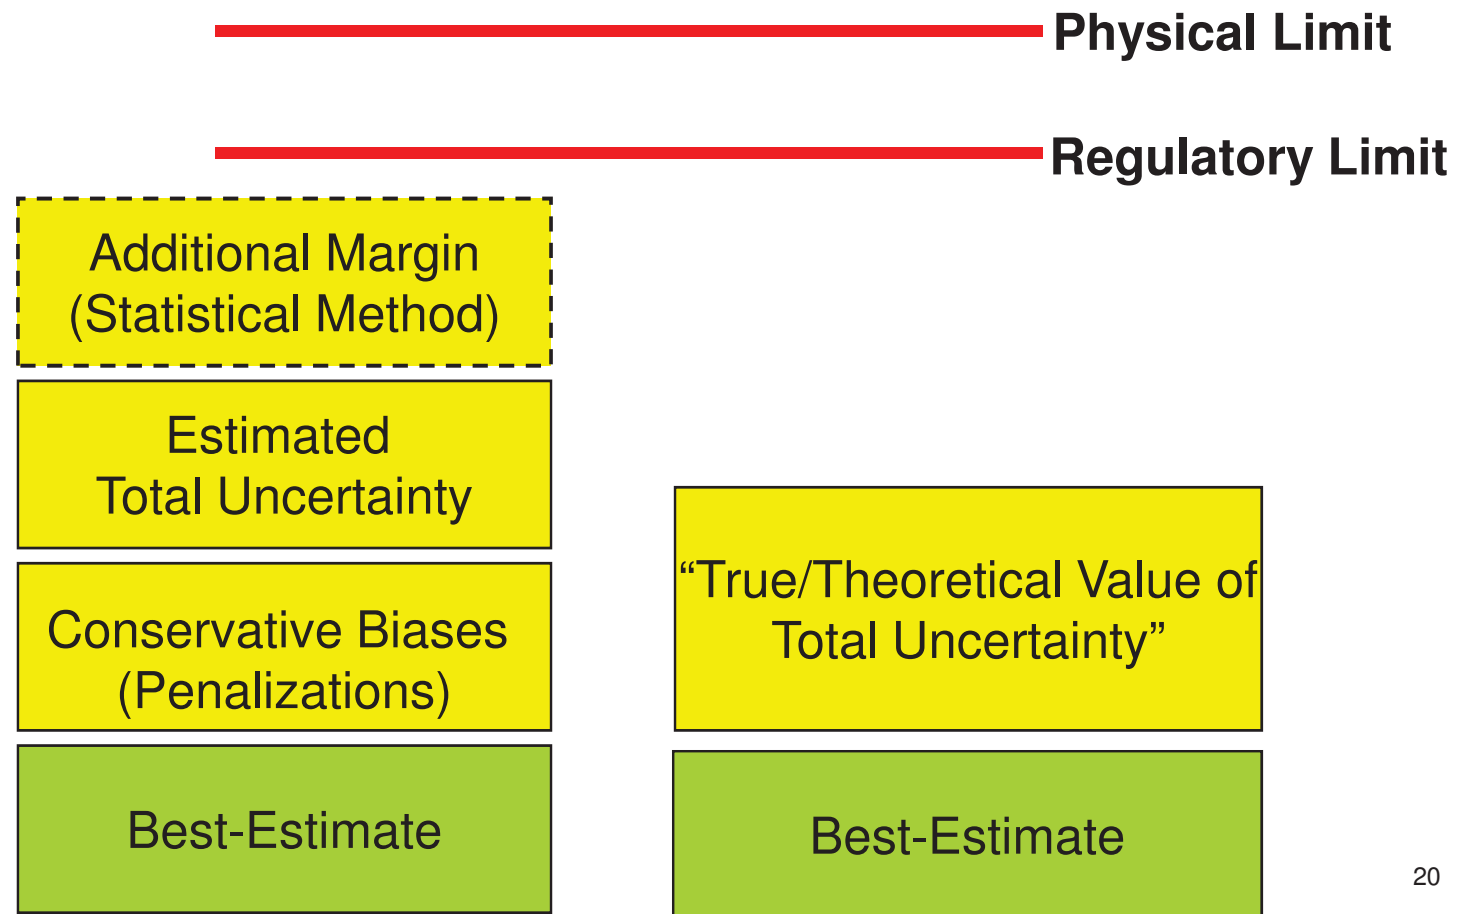 Physical Limit
Regulatory Limit
Additional Margin
(Statistical Method)
Estimated
Total Uncertainty
Conservative Biases
(Penalizations)
Best-Estimate
“True/Theoretical Value of
Total Uncertainty”
Best-Estimate
20